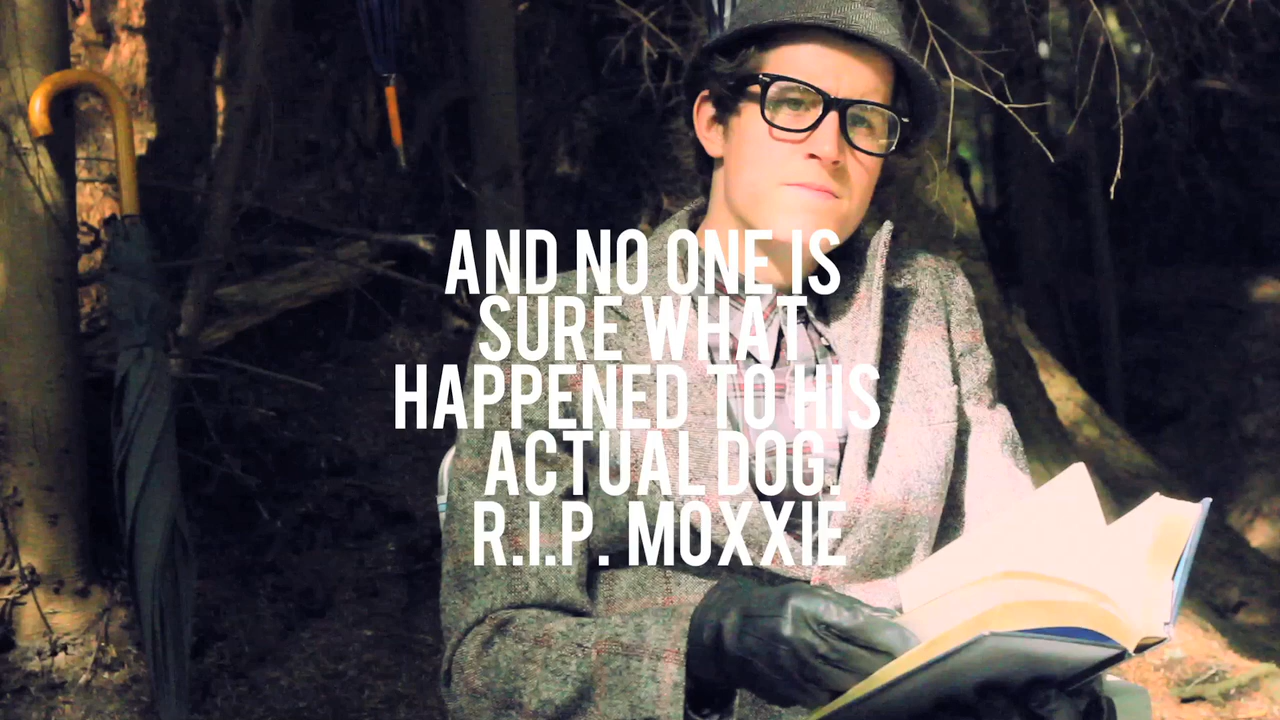 AND NO ONE IS
SURE WHAT
HAPPENED TO HIS
ACTUAL DOG.
R.I.P. MOXXIE